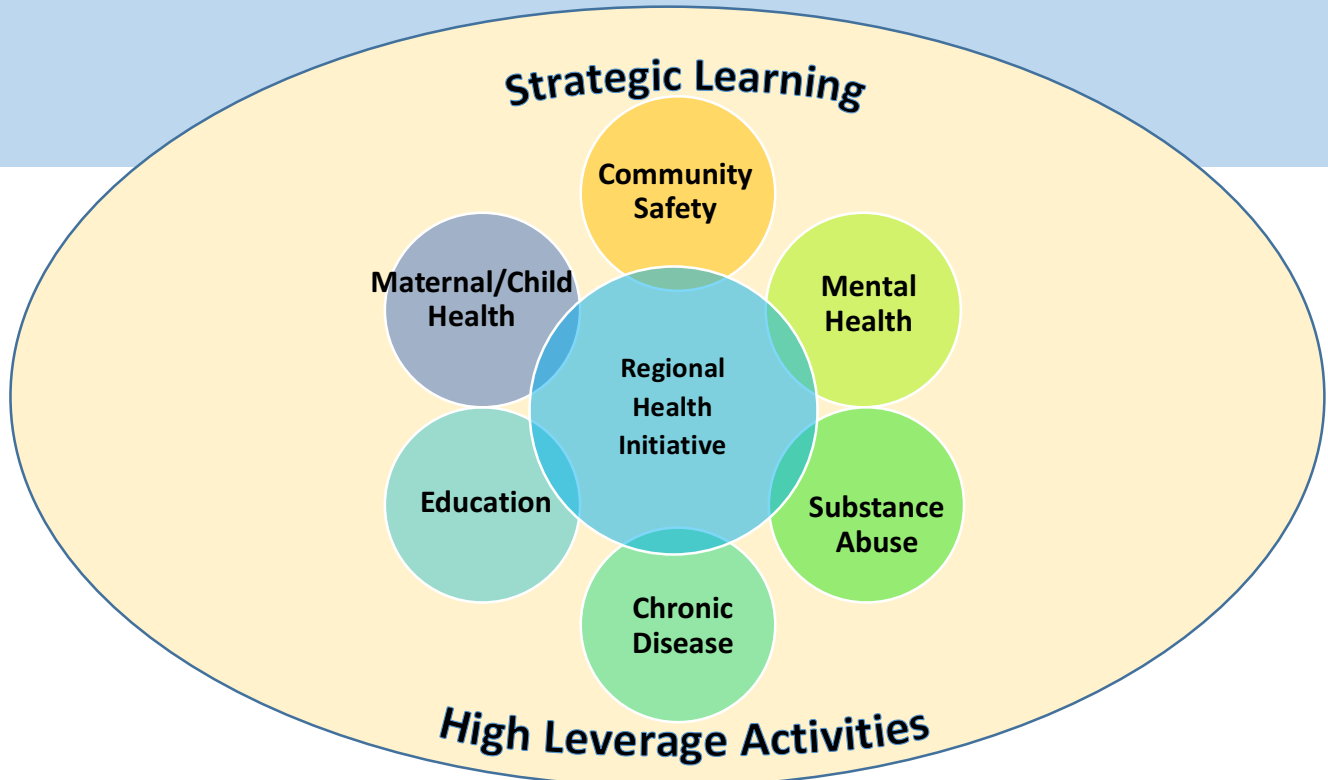 Strategic Learning
Community
Safety
Maternal/Child
Health
Mental
Health
Regional
Health
Initiative
Education
Substance
Abuse
Chronic
Disease
High Leverage Activities